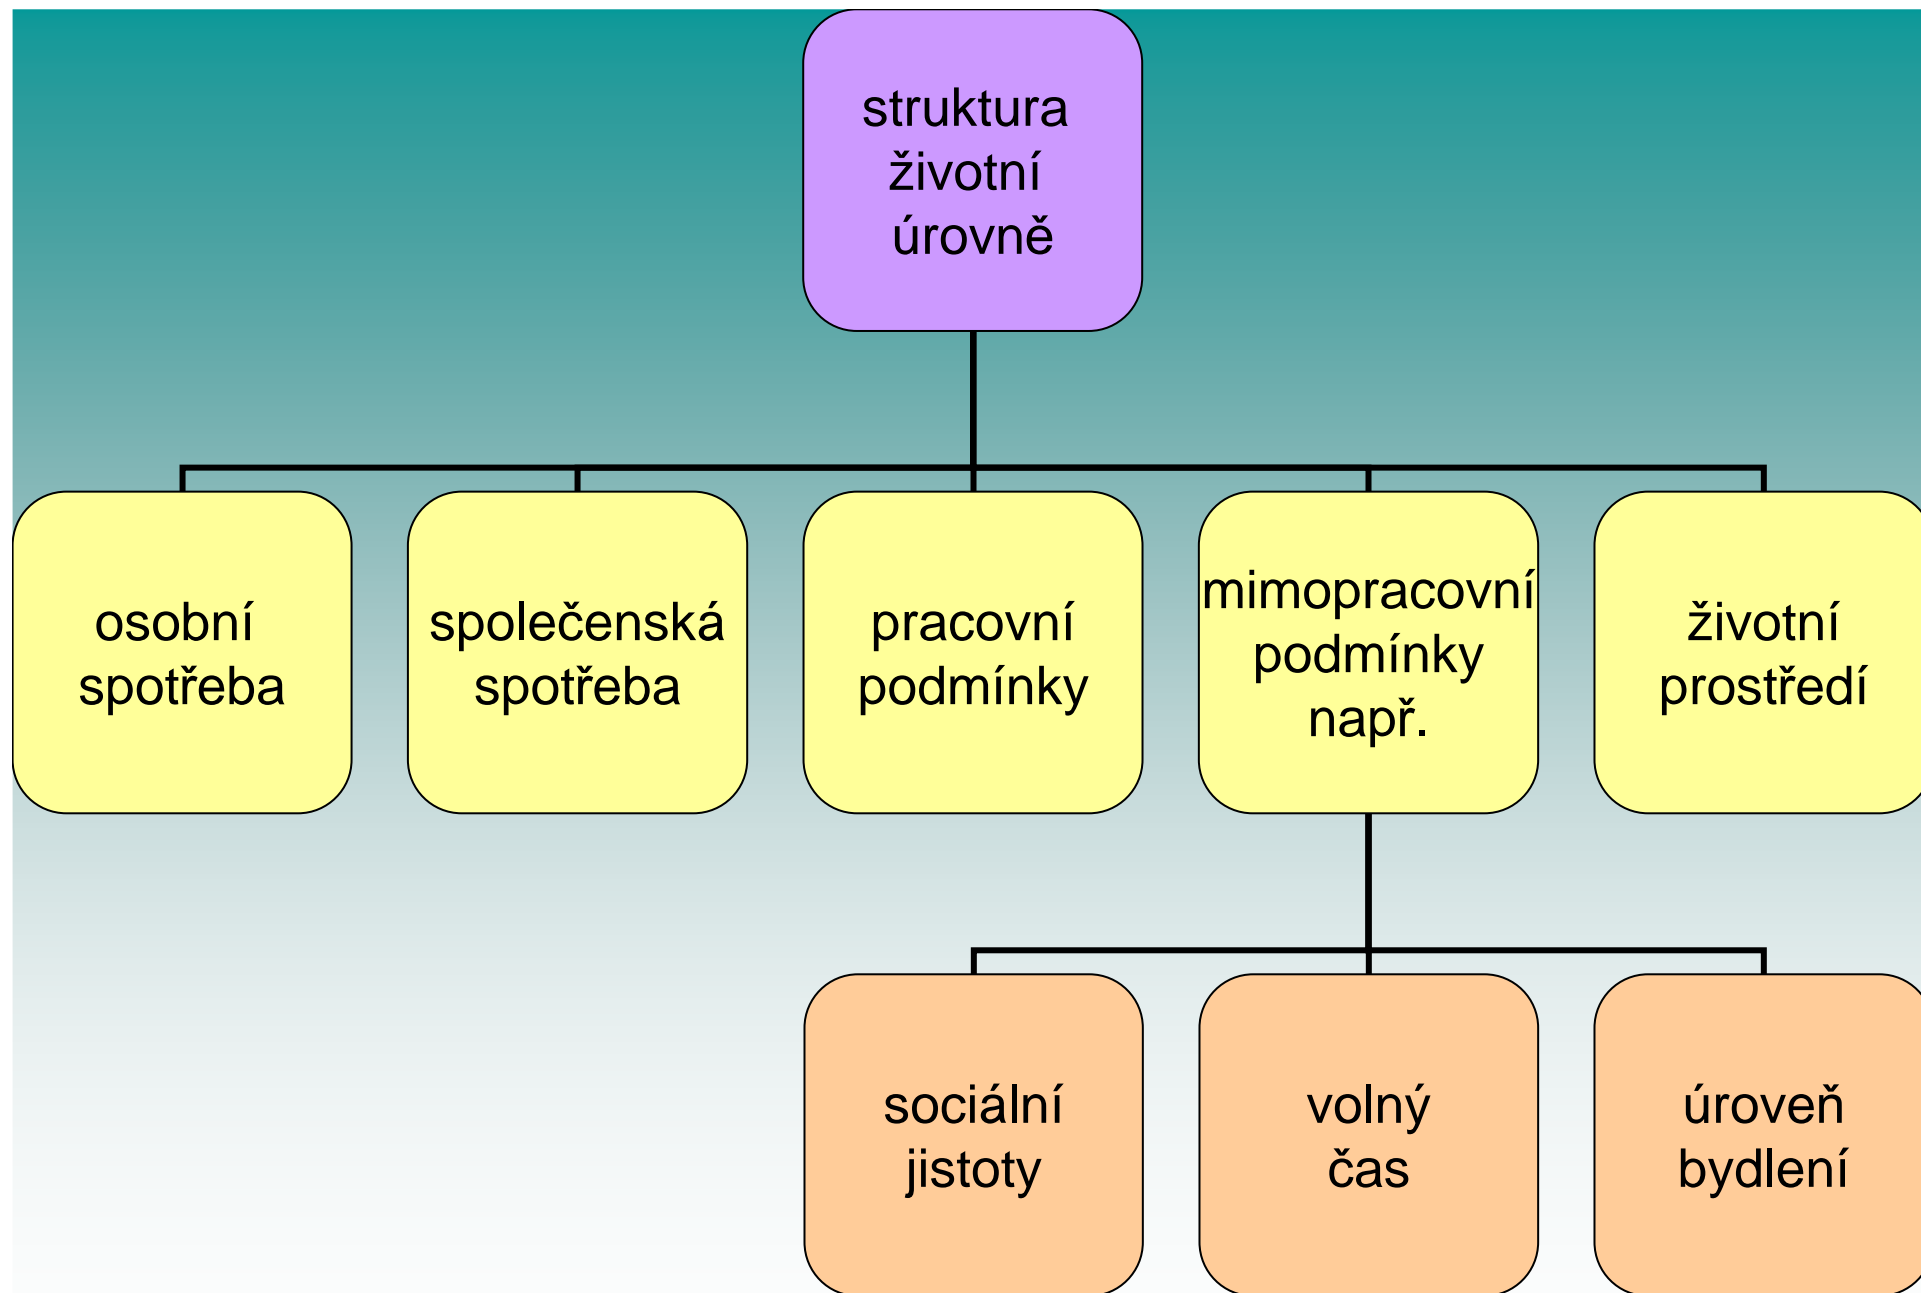 struktura
životní
úrovně
osobní
spotřeba
společenská
spotřeba
pracovní
podmínky
mimopracovní
podmínky
např.
životní
prostředí
sociální
jistoty
volný
čas
úroveň
bydlení